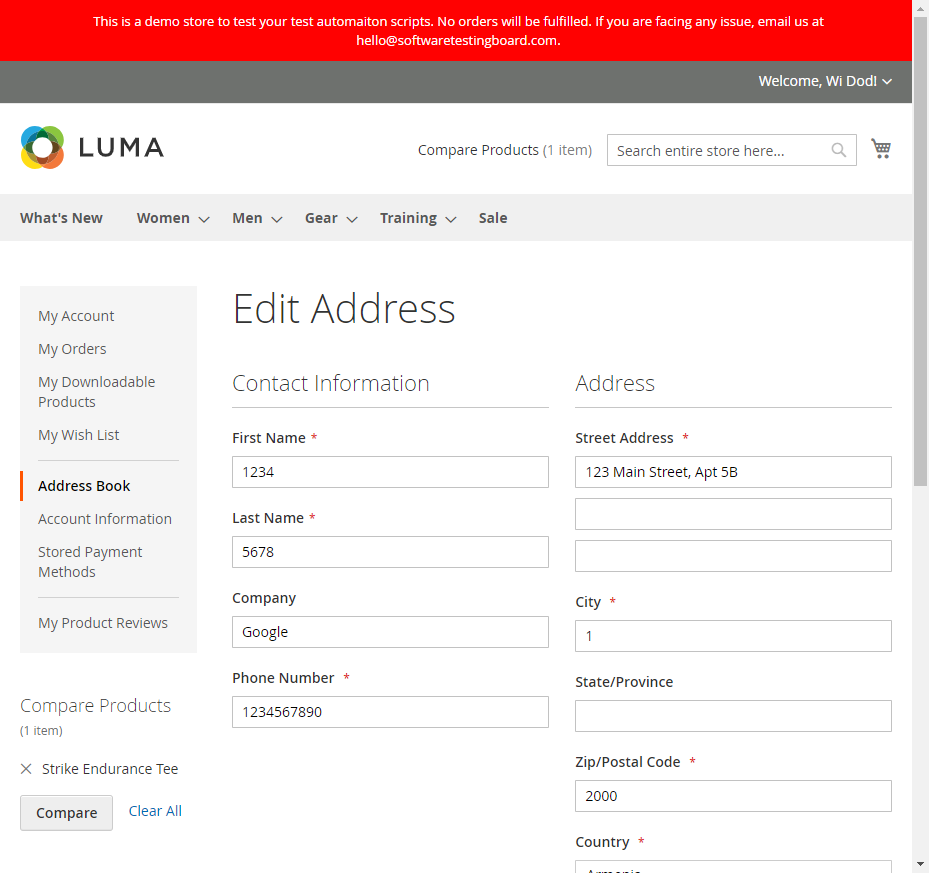 This is a demo store to test your test automaiton scripts. No orders will be fulfilled. If you are facing any issue, email us at
hello@softwaretestingboard.com.
Welcome, Wi Dod!
LUMA
Compare Products (1 item)
Search entire store here...
What's New Women Men Gear Training Sale
My Account
My Orders
My Downloadable
Products
My Wish List
Address Book
Account Information
Stored Payment
Methods
My Product Reviews
Compare Products
(1 item)
Strike Endurance Tee
Compare Clear All
Edit Address
Contact Information
First Name *
1234
Last Name *
5678
Company
Google
Phone Number *
1234567890
Address
Street Address *
123 Main Street, Apt 5B
City *
1
State/Province
Zip/Postal Code *
2000
Country *
Armenia